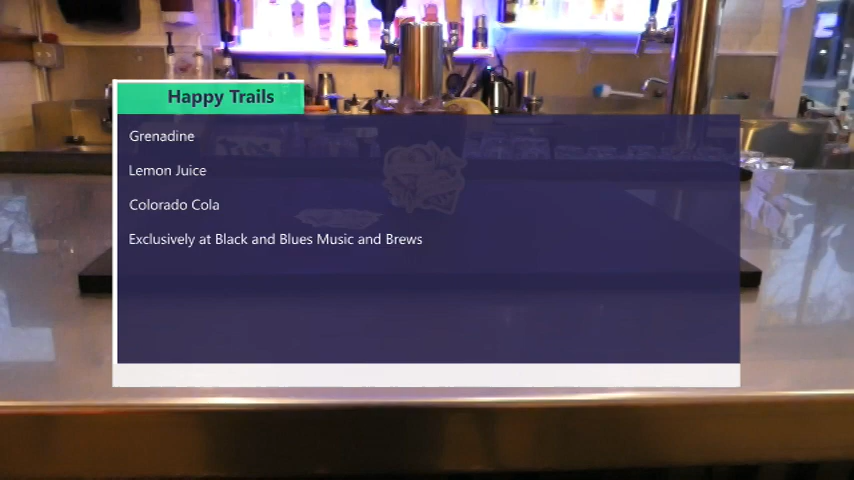 Happy Trails
Grenadine
Lemon Juice
Colorado Cola
Exclusively at Black and Blues Music and Brews